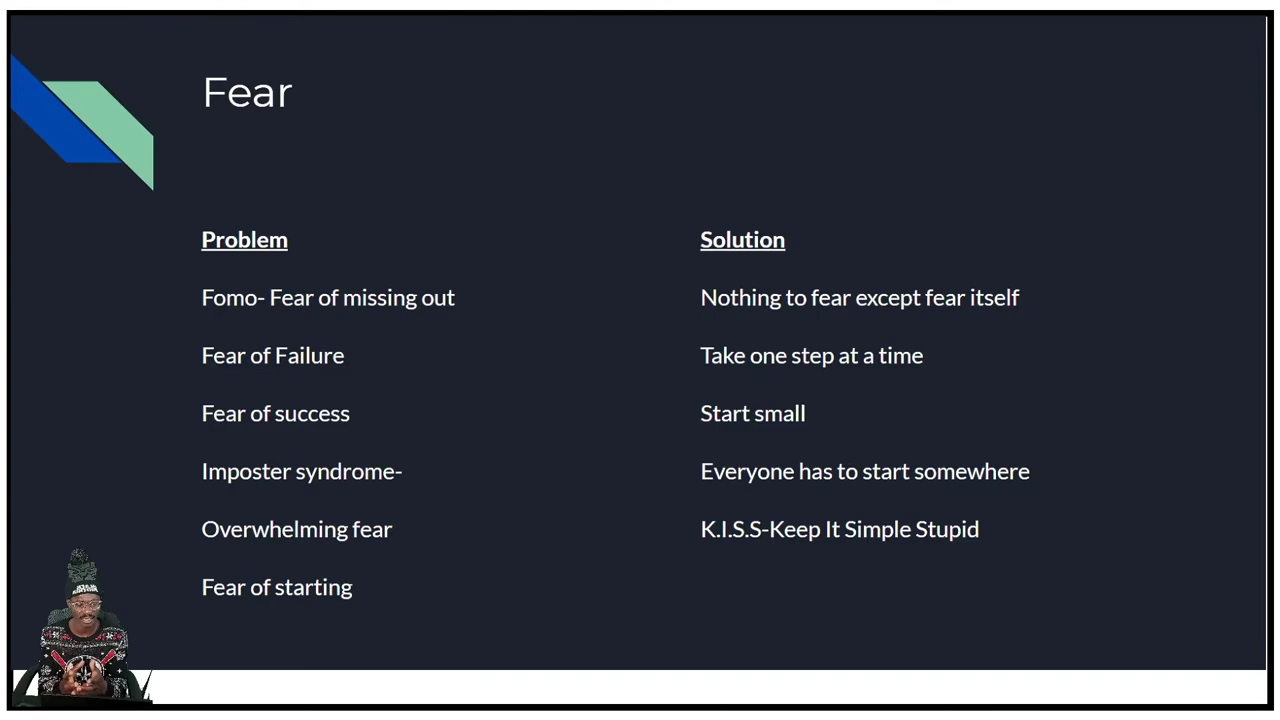 Fear
Problem
Fomo- Fear of missing out
Fear of Failure
Fear of success
Imposter syndrome-
Overwhelming fear
Fear of starting
Solution
Nothing to fear except fear itself
Take one step at a time
Start small
Everyone has to start somewhere
K.I.S.S-Keep It Simple Stupid